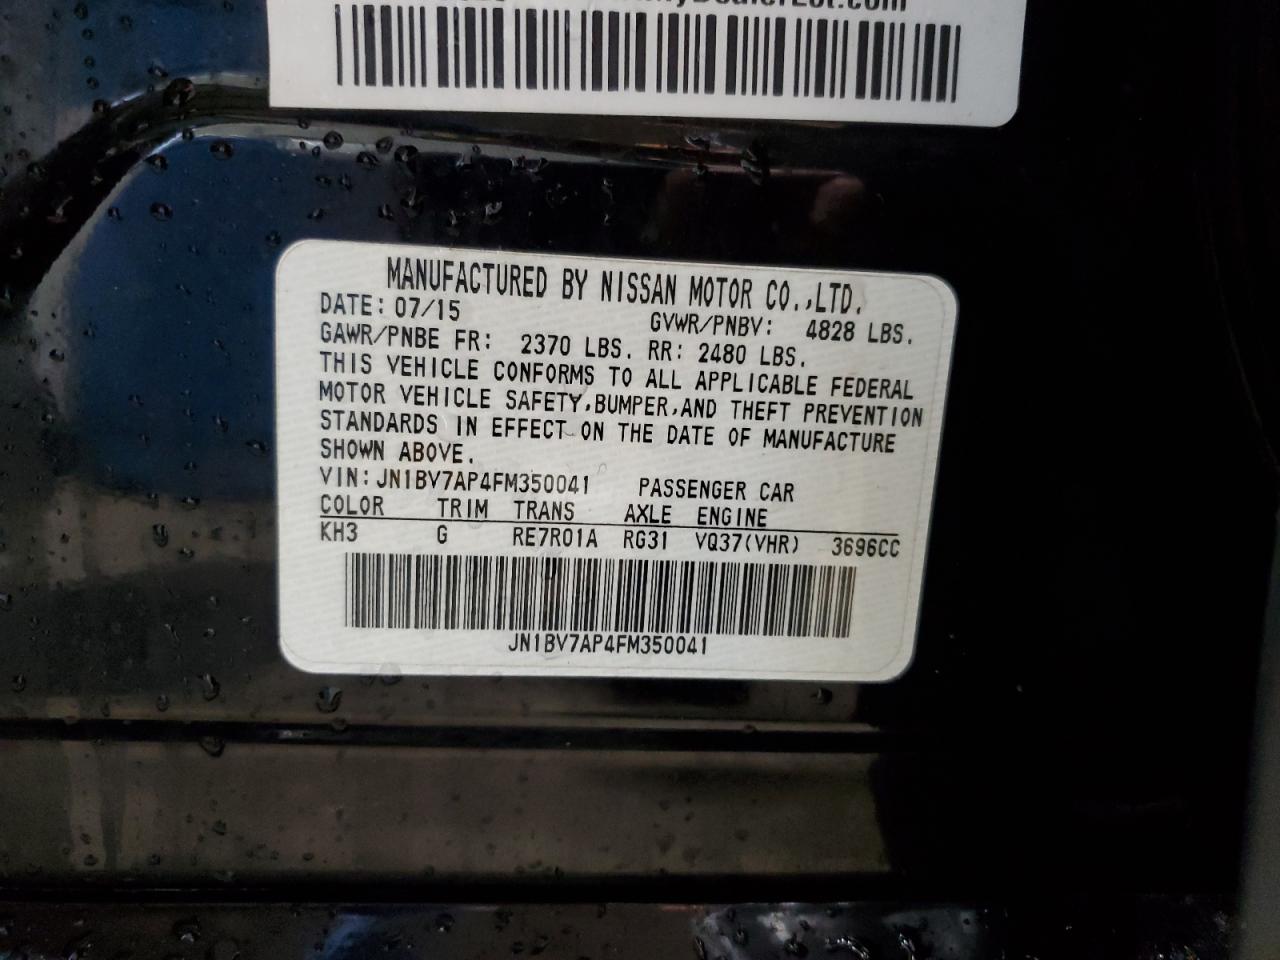 MANUFACTURED BY NISSAN MOTOR CO.,LTD.
DATE: 07/15 GVWR/PNBV: 4828 LBS.
GAWR/PNBE FR: 2370 LBS. RR: 2480 LBS.
THIS VEHICLE CONFORMS TO ALL APPLICABLE FEDERAL
MOTOR VEHICLE SAFETY,BUMPER,AND THEFT PREVENTION
STANDARDS IN EFFECT ON THE DATE OF MANUFACTURE
SHOWN ABOVE.
VIN: JN1BV7AP4FM350041 PASSENGER CAR
COLOR TRIM TRANS AXLE ENGINE
KH3 G RE7R01A RG31 VQ37(VHR) 3696CC
JN1BV7AP4FM350041